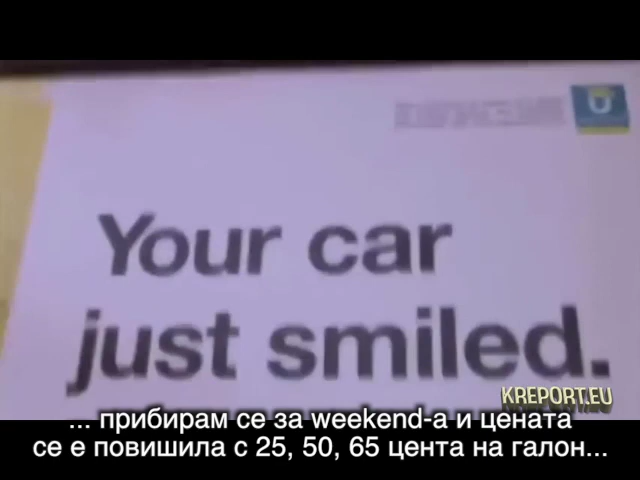 U
Your car
just smiled.
KREPORT.EU
... прибирам се за weekend-а и цената
се е повишила с 25, 50, 65 цента на галон...